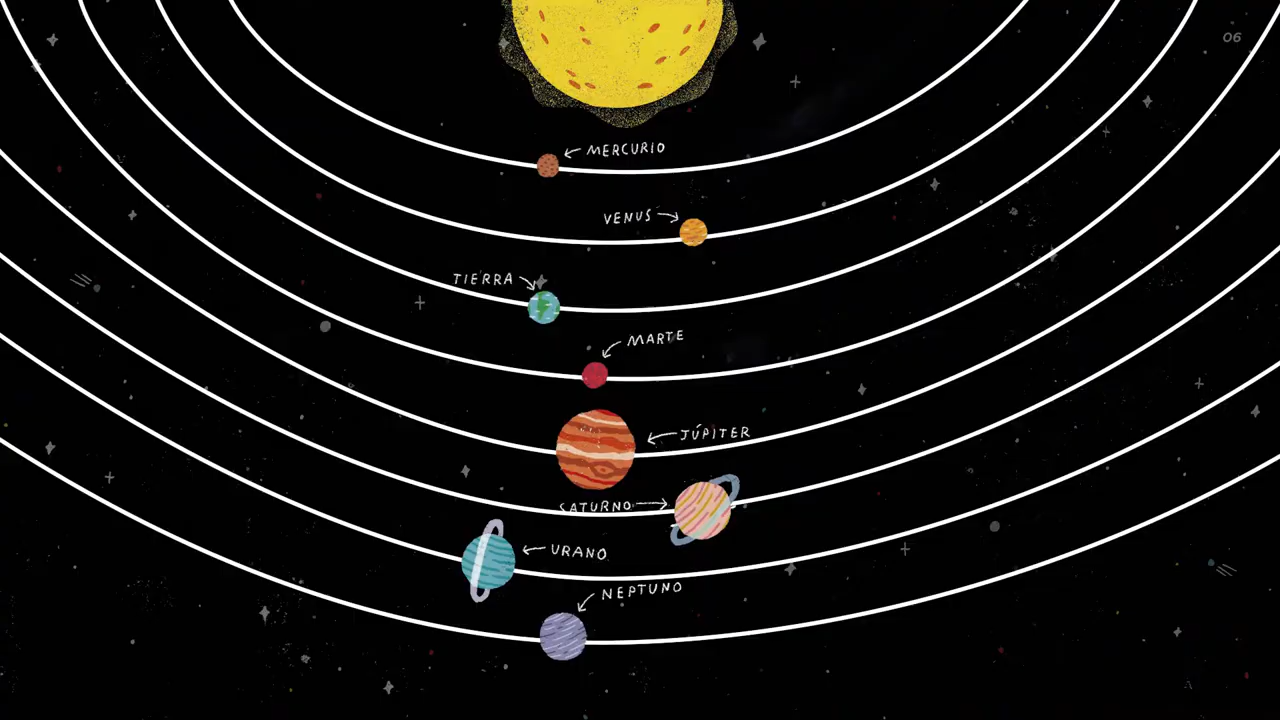 06
MERCURIO
VENUS
TIERRA
MARTE
JÚPITER
SATURNO
URANO
NEPTUNO